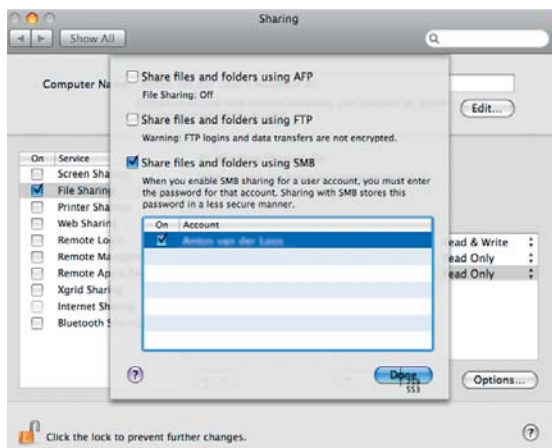 Sharing
Show All
Computer Na
Edit...
Share files and folders using AFP
File Sharing: Off
Share files and folders using FTP
Warning: FTP logins and data transfers are not encrypted.
Share files and folders using SMB
When you enable SMB sharing for a user account, you must enter
the password for that account. Sharing with SMB stores this
password in a less secure manner.
On Account
Anton van der Loos
On Service
Screen Sha
File Sharing
Printer Sha
Web Sharin
Remote Lo
Remote Ma
Remote Ap
Xgrid Shari
Internet Sh
Bluetooth S
ead & Write
ead Only
ead Only
?
Done
553
Options...
Click the lock to prevent further changes.
?